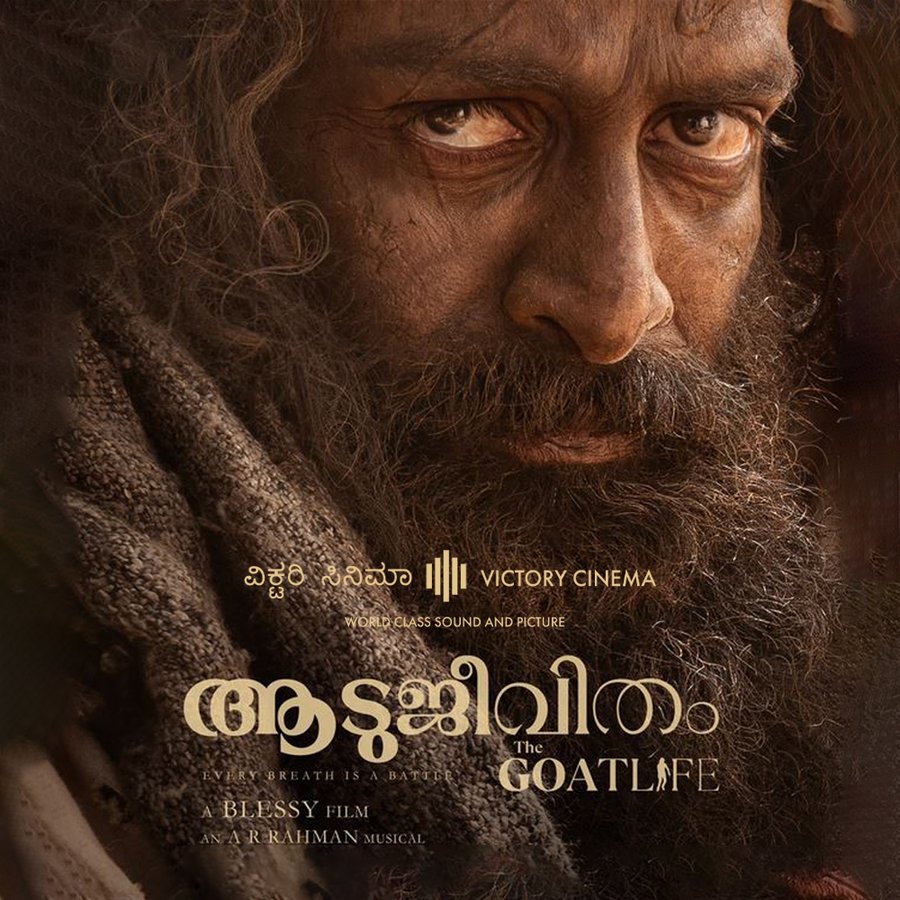 ವಿಕ್ಟರಿ ಸಿನಿಮಾ VICTORY CINEMA
WORLD CLASS SOUND AND PICTURE
ആടുജീവിതം
The
GOATLIFE
EVERY BREATH IS A BATTLE
A BLESSY FILM
AN A R RAHMAN MUSICAL